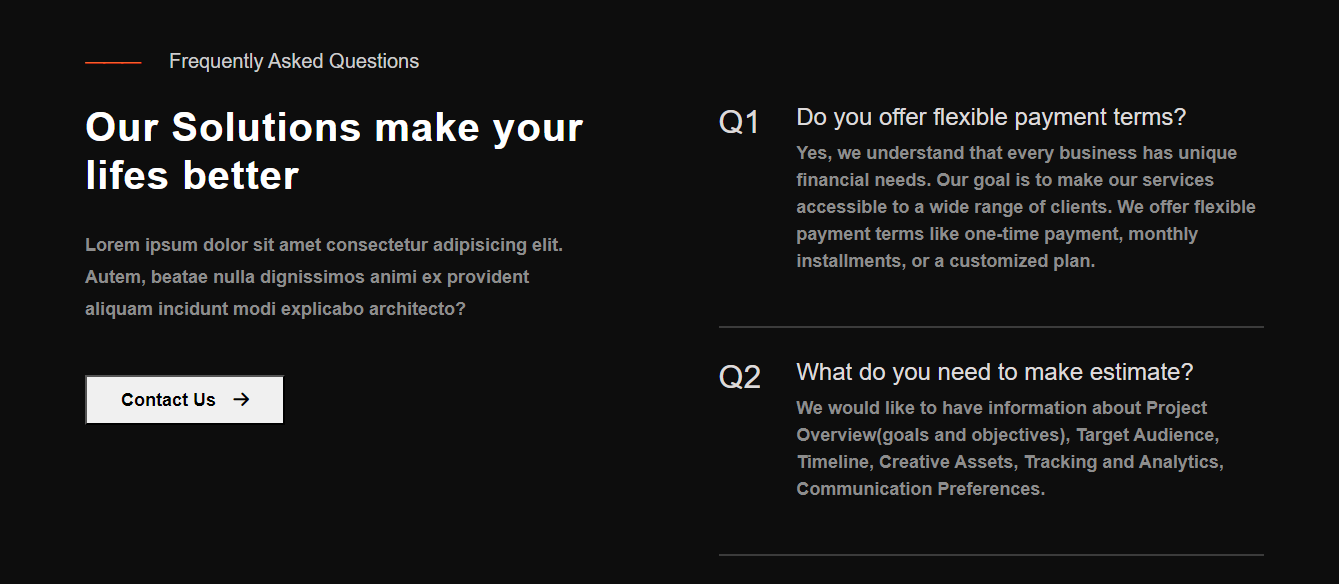 Frequently Asked Questions
Our Solutions make your
lifes better
Lorem ipsum dolor sit amet consectetur adipisicing elit.
Autem, beatae nulla dignissimos animi ex provident
aliquam incidunt modi explicabo architecto?
Contact Us
Q1
Do you offer flexible payment terms?
Yes, we understand that every business has unique
financial needs. Our goal is to make our services
accessible to a wide range of clients. We offer flexible
payment terms like one-time payment, monthly
installments, or a customized plan.
Q2
What do you need to make estimate?
We would like to have information about Project
Overview(goals and objectives), Target Audience,
Timeline, Creative Assets, Tracking and Analytics,
Communication Preferences.